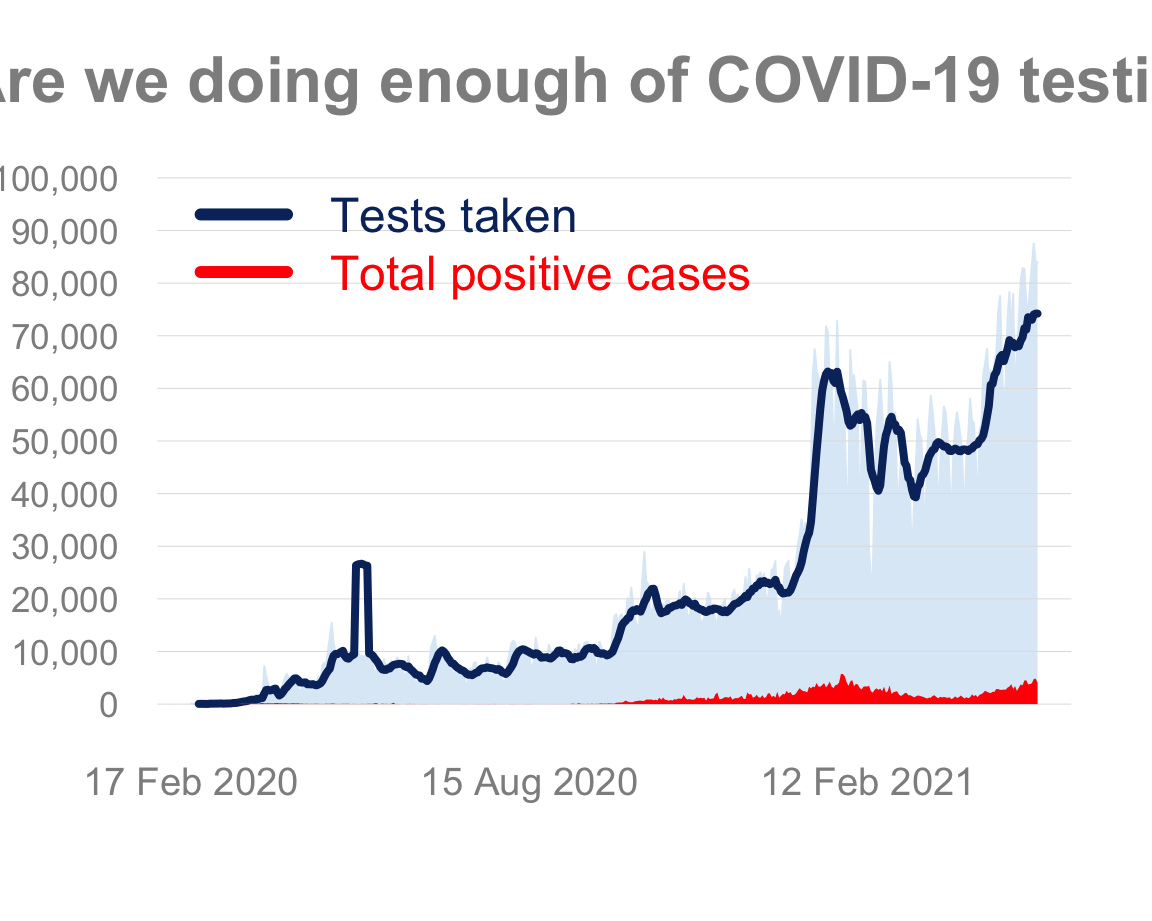 Are we doing enough of COVID-19 testi
100,000
90,000
80,000
70,000
60,000
50,000
40,000
30,000
20,000
10,000
0
Tests taken
Total positive cases
17 Feb 2020
15 Aug 2020
12 Feb 2021